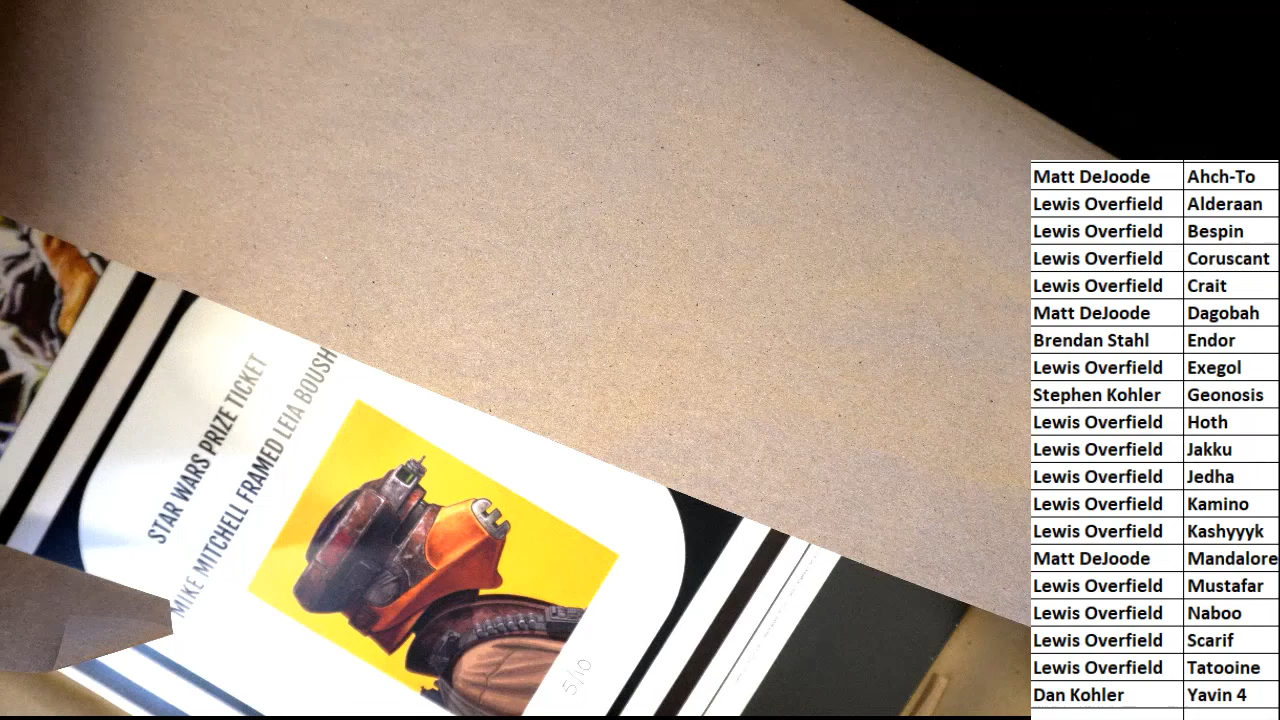 STAR WARS PRIZE TICKET
MIKE MITCHELL FRAMED LEIA BOUSH
5/10
Matt DeJoode Ahch-To
Lewis Overfield Alderaan
Lewis Overfield Bespin
Lewis Overfield Coruscant
Lewis Overfield Crait
Matt DeJoode Dagobah
Brendan Stahl Endor
Lewis Overfield Exegol
Stephen Kohler Geonosis
Lewis Overfield Hoth
Lewis Overfield Jakku
Lewis Overfield Jedha
Lewis Overfield Kamino
Lewis Overfield Kashyyyk
Matt DeJoode Mandalore
Lewis Overfield Mustafar
Lewis Overfield Naboo
Lewis Overfield Scarif
Lewis Overfield Tatooine
Dan Kohler Yavin 4